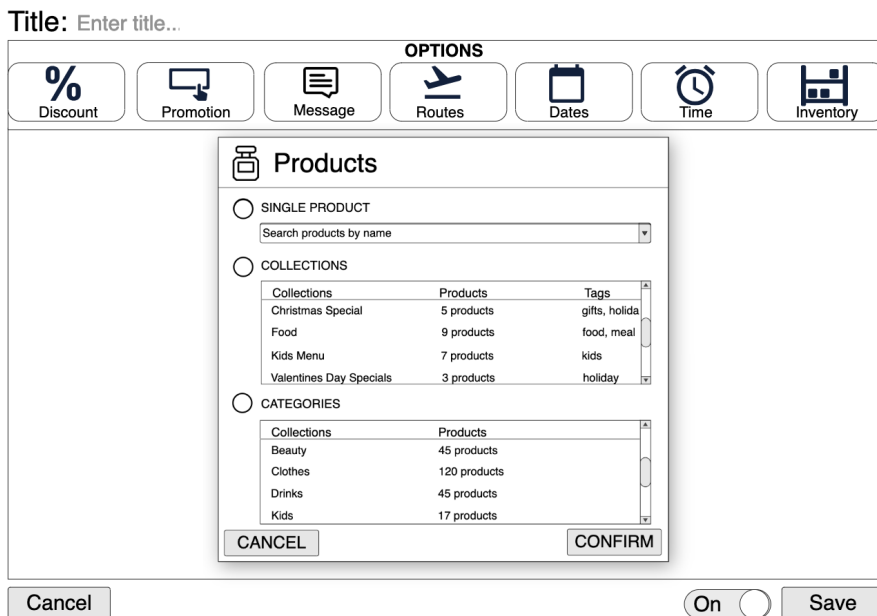 Title: Enter title...
OPTIONS
% Discount Promotion Message Routes Dates Time Inventory
Products
SINGLE PRODUCT
Search products by name
COLLECTIONS
Collections Products Tags
Christmas Special 5 products gifts, holida
Food 9 products food, meal
Kids Menu 7 products kids
Valentines Day Specials 3 products holiday
CATEGORIES
Collections Products
Beauty 45 products
Clothes 120 products
Drinks 45 products
Kids 17 products
CANCEL CONFIRM
Cancel On Save